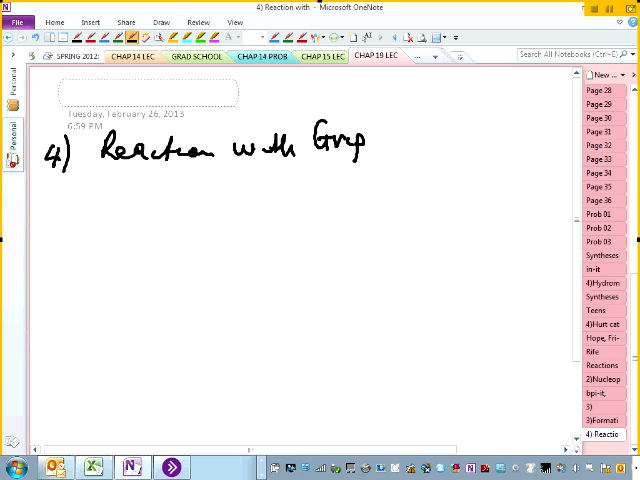 4) Reaction with - Microsoft OneNote
File Home Insert Share Draw Review View
SPRING 2012: CHAP 14 LEC GRAD SCHOOL CHAP 14 PROB CHAP 15 LEC CHAP 19 LEC ... Search All Notebooks (Ctrl+E)
Personal
Personal
Tuesday, February 26, 2013
6:59 PM
4) Reaction with Grig
New ...
Page 28
Page 29
Page 30
Page 31
Page 32
Page 33
Page 34
Page 35
Page 36
Prob 01
Prob 02
Prob 03
Syntheses
in-it
4)Hydrom
Syntheses
Teens
4)Hurt cat
Hope, Fri-
Rife
Reactions
2)Nucleop
bpi-it,
3)
3)Formati
4) Reactio